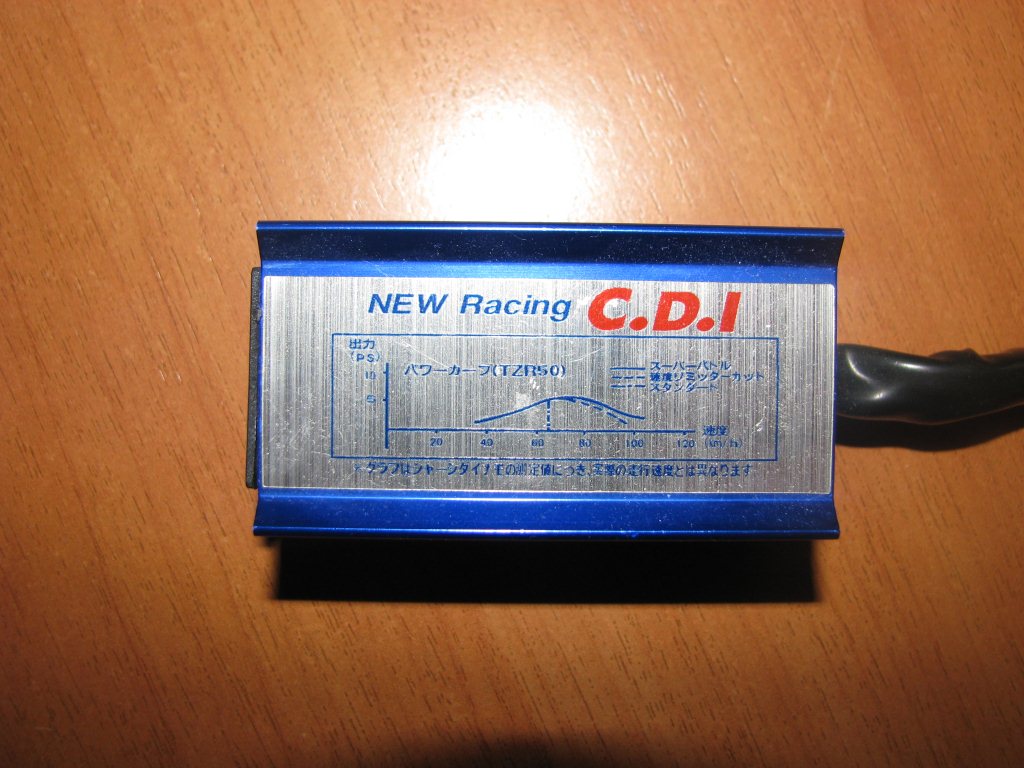 NEW Racing C.D.I
出力
(PS)
10
5
パワーカーブ(TZR50)
スーパーバトル
速度リミッターカット
スタンダード
20 40 60 80 100 120
速度
(km/h)
グラフはシャーシダイナモの測定値につき、実際の走行速度とは異なります